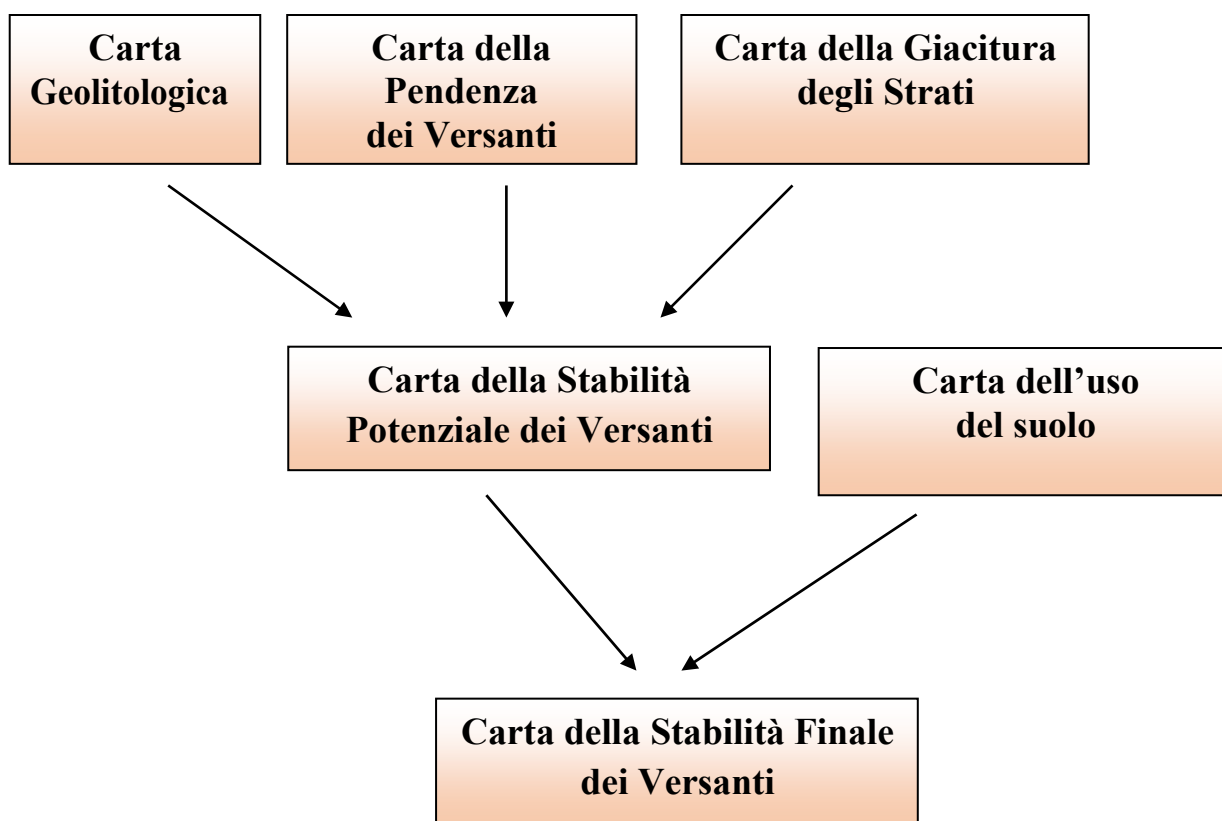 Carta
Geolitologica
Carta della
Pendenza
dei Versanti
Carta della Giacitura
degli Strati
Carta della Stabilità
Potenziale dei Versanti
Carta dell’uso
del suolo
Carta della Stabilità Finale
dei Versanti